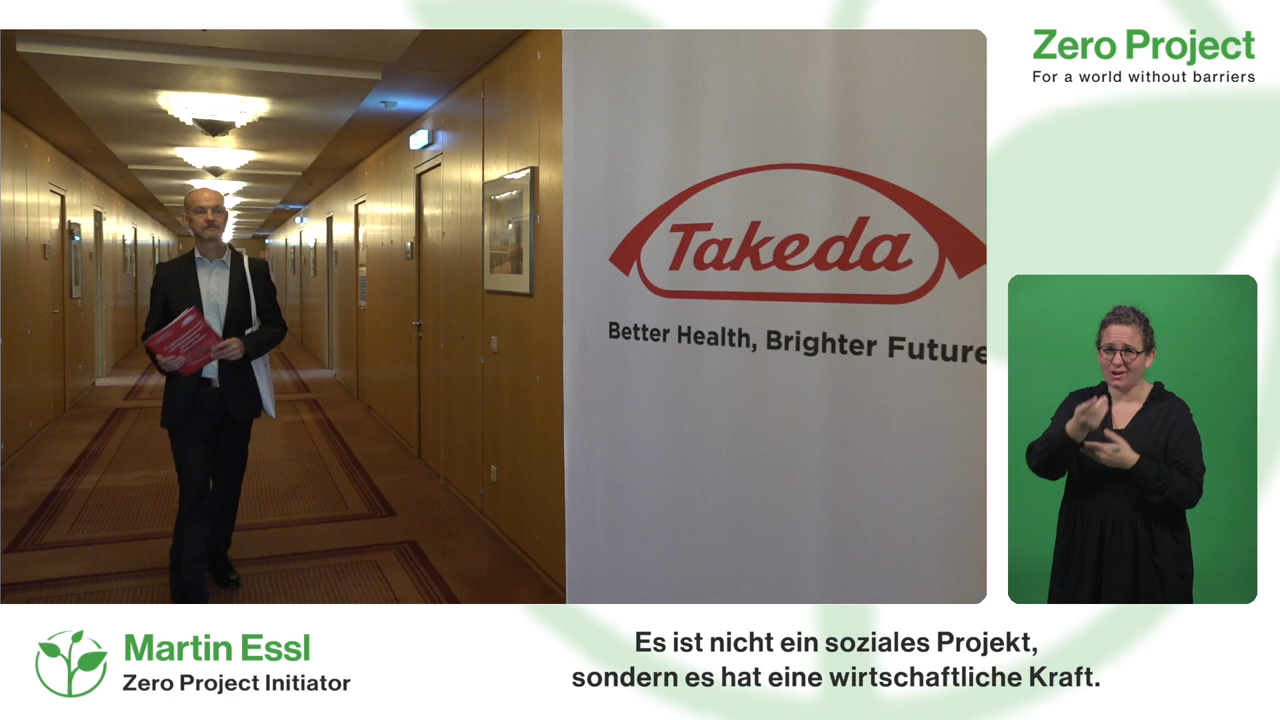 Zero Project
For a world without barriers
Takeda
Better Health, Brighter Future
Martin Essl
Zero Project Initiator
Es ist nicht ein soziales Projekt,
sondern es hat eine wirtschaftliche Kraft.